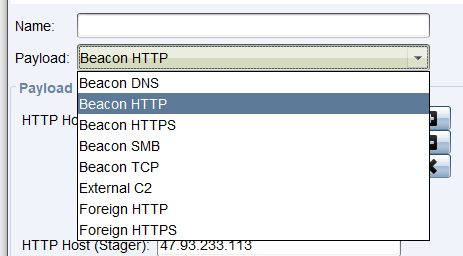 Name:
Payload: Beacon HTTP
Payload
Beacon DNS
Beacon HTTP
HTTP Ho
Beacon HTTPS
Beacon SMB
Beacon TCP
External C2
Foreign HTTP
Foreign HTTPS
HTTP Host (Stager): 47.93.233.113